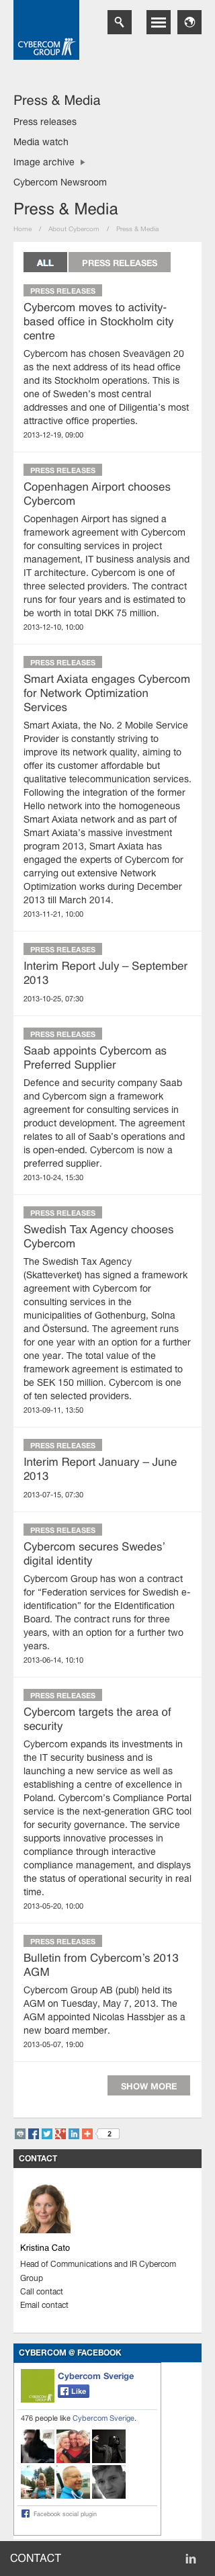 CYBERCOM
GROUP
Press & Media
Press releases
Media watch
Image archive
Cybercom Newsroom
Press & Media
Home / About Cybercom / Press & Media
ALL PRESS RELEASES
PRESS RELEASES
Cybercom moves to activity-
based office in Stockholm city
centre
Cybercom has chosen Sveavägen 20
as the next address of its head office
and its Stockholm operations. This is
one of Sweden's most central
addresses and one of Diligentia's most
attractive office properties.
2013-12-19, 09:00
PRESS RELEASES
Copenhagen Airport chooses
Cybercom
Copenhagen Airport has signed a
framework agreement with Cybercom
for consulting services in project
management, IT business analysis and
IT architecture. Cybercom is one of
three selected providers. The contract
runs for four years and is estimated to
be worth in total DKK 75 million.
2013-12-10, 10:00
PRESS RELEASES
Smart Axiata engages Cybercom
for Network Optimization
Services
Smart Axiata, the No. 2 Mobile Service
Provider is constantly striving to
improve its network quality, aiming to
offer its customer affordable but
qualitative telecommunication services.
Following the integration of the former
Hello network into the homogeneous
Smart Axiata network and as part of
Smart Axiata's massive investment
program 2013, Smart Axiata has
engaged the experts of Cybercom for
carrying out extensive Network
Optimization works during December
2013 till March 2014.
2013-11-21, 10:00
PRESS RELEASES
Interim Report July – September
2013
2013-10-25, 07:30
PRESS RELEASES
Saab appoints Cybercom as
Preferred Supplier
Defence and security company Saab
and Cybercom sign a framework
agreement for consulting services in
product development. The agreement
relates to all of Saab's operations and
is open-ended. Cybercom is now a
preferred supplier.
2013-10-24, 15:30
PRESS RELEASES
Swedish Tax Agency chooses
Cybercom
The Swedish Tax Agency
(Skatteverket) has signed a framework
agreement with Cybercom for
consulting services in the
municipalities of Gothenburg, Solna
and Östersund. The agreement runs
for one year with an option for a further
one year. The total value of the
framework agreement is estimated to
be SEK 150 million. Cybercom is one
of ten selected providers.
2013-09-11, 13:50
PRESS RELEASES
Interim Report January – June
2013
2013-07-15, 07:30
PRESS RELEASES
Cybercom secures Swedes'
digital identity
Cybercom Group has won a contract
for “Federation services for Swedish e-
identification” for the EIdentification
Board. The contract runs for three
years, with an option for a further two
years.
2013-06-14, 10:10
PRESS RELEASES
Cybercom targets the area of
security
Cybercom expands its investments in
the IT security business and is
launching a new service as well as
establishing a centre of excellence in
Poland. Cybercom's Compliance Portal
service is the next-generation GRC tool
for security governance. The service
supports innovative processes in
compliance through interactive
compliance management, and displays
the status of operational security in real
time.
2013-05-20, 10:00
PRESS RELEASES
Bulletin from Cybercom's 2013
AGM
Cybercom Group AB (publ) held its
AGM on Tuesday, May 7, 2013. The
AGM appointed Nicolas Hassbjer as a
new board member.
2013-05-07, 19:00
SHOW MORE
2
CONTACT
Kristina Cato
Head of Communications and IR Cybercom
Group
Call contact
Email contact
CYBERCOM @ FACEBOOK
Cybercom Sverige
Like
476 people like Cybercom Sverige.
Facebook social plugin
CONTACT